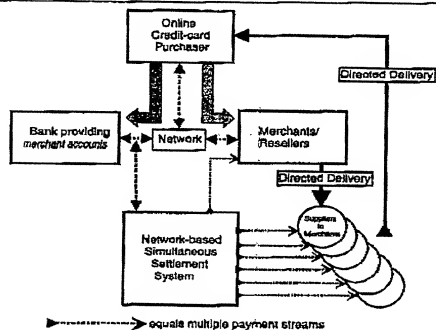 Online
Credit-card
Purchaser
Directed Delivery
Bank providing
merchant accounts
Network
Merchants/
Resellers
Directed Delivery
Suppliers
to
Merchants
Network-based
Simultaneous
Settlement
System
equals multiple payment streams